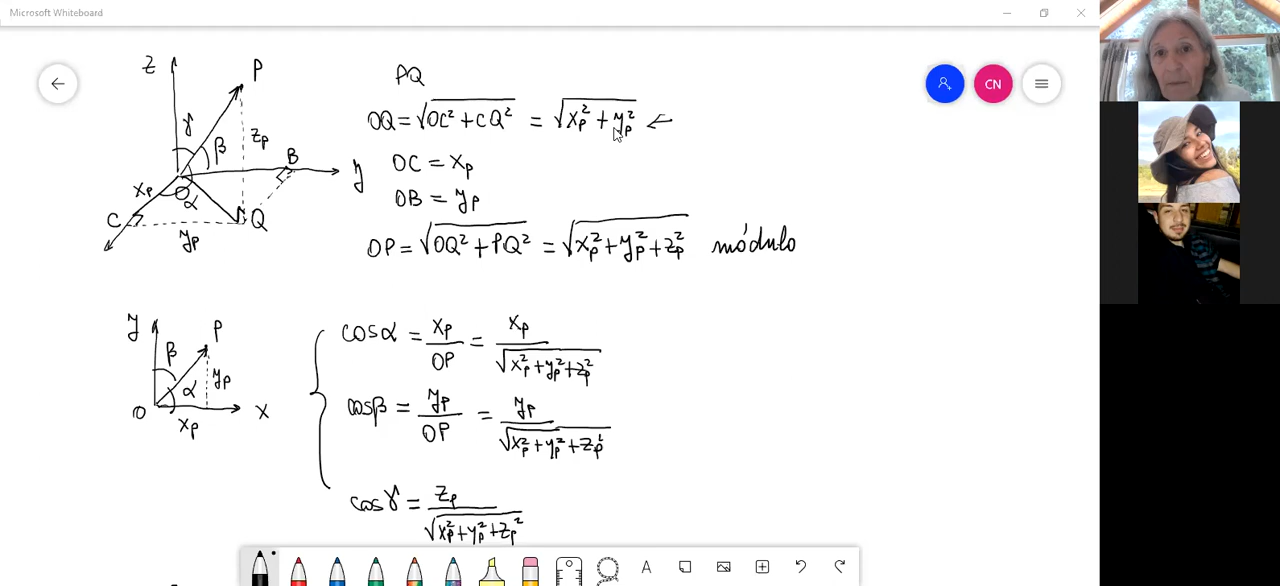 Microsoft Whiteboard
CN
z
P
γ
β
zₚ
B
y
O
α
xₚ
C
Q
yₚ
PQ
OQ = √(OC² + CQ²) = √(xₚ² + yₚ²) ←
OC = xₚ
OB = yₚ
OP = √(OQ² + PQ²) = √(xₚ² + yₚ² + zₚ²) módulo
y
P
β
α
yₚ
O
x
xₚ
cos α = xₚ/OP = xₚ/√(xₚ² + yₚ² + zₚ²)
cos β = yₚ/OP = yₚ/√(xₚ² + yₚ² + zₚ²)
cos γ = zₚ/√(xₚ² + yₚ² + zₚ²)
A